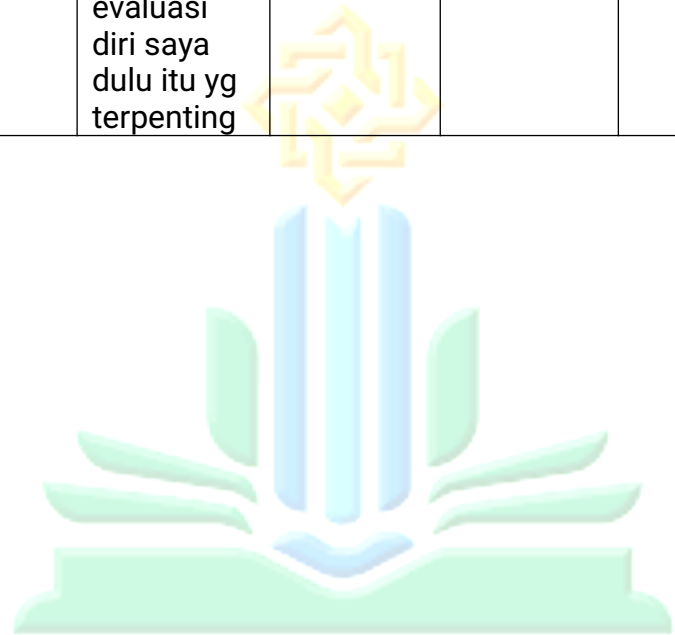 evaluasi
diri saya
dulu itu yg
terpenting